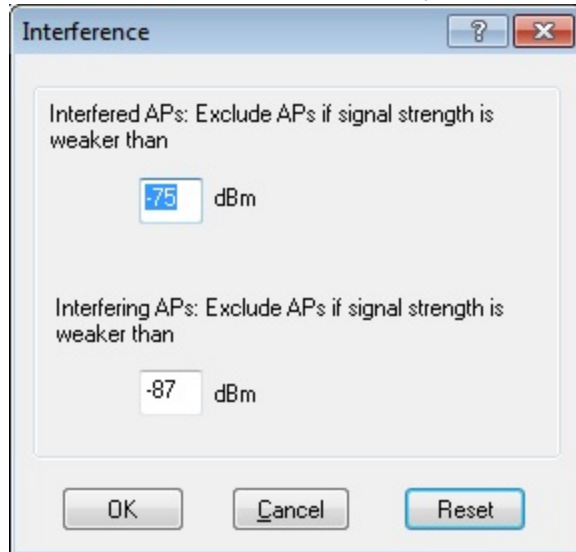 Interference
?
Interfered APs: Exclude APs if signal strength is
weaker than
-75 dBm
Interfering APs: Exclude APs if signal strength is
weaker than
-87 dBm
OK Cancel Reset